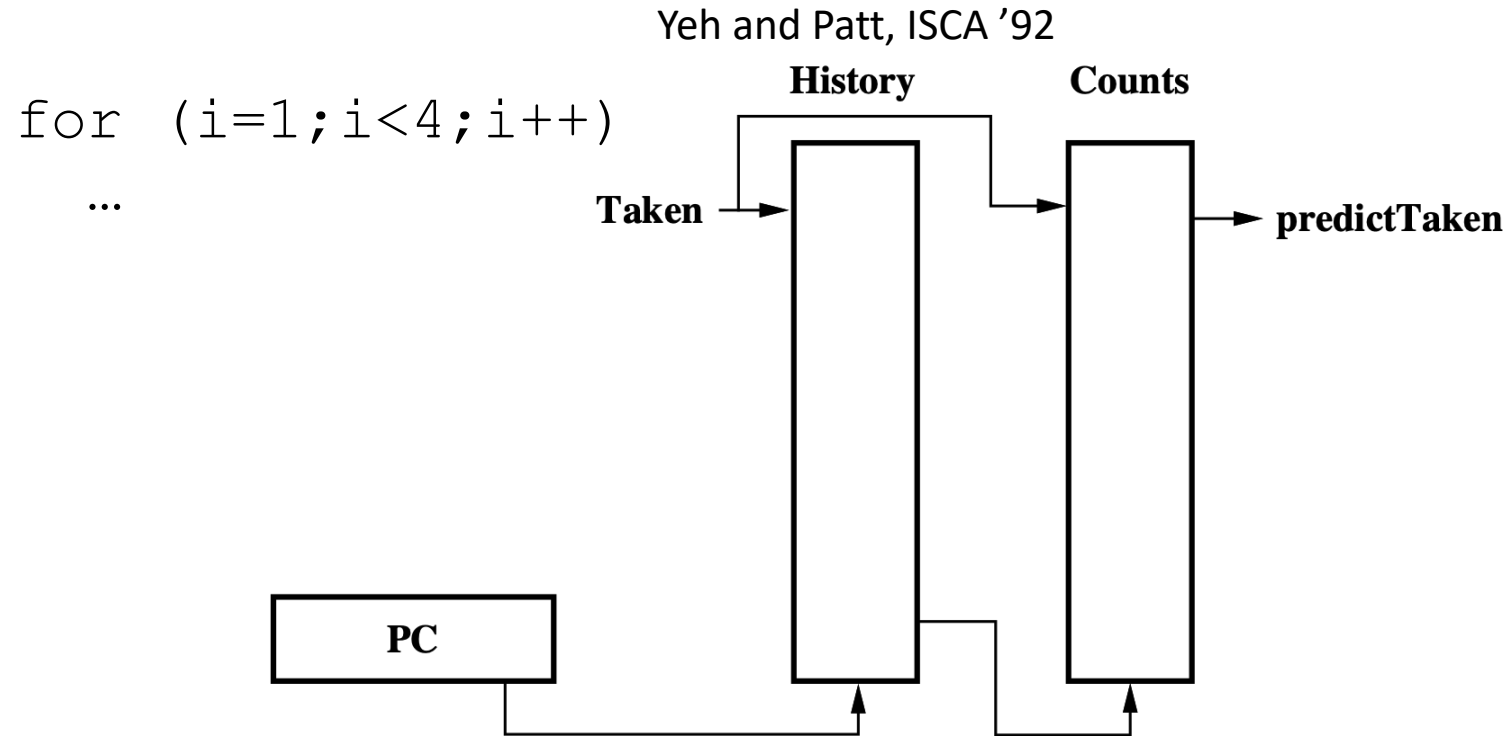 Yeh and Patt, ISCA ’92
for (i=1;i<4;i++)
…
History
Counts
Taken
predictTaken
PC